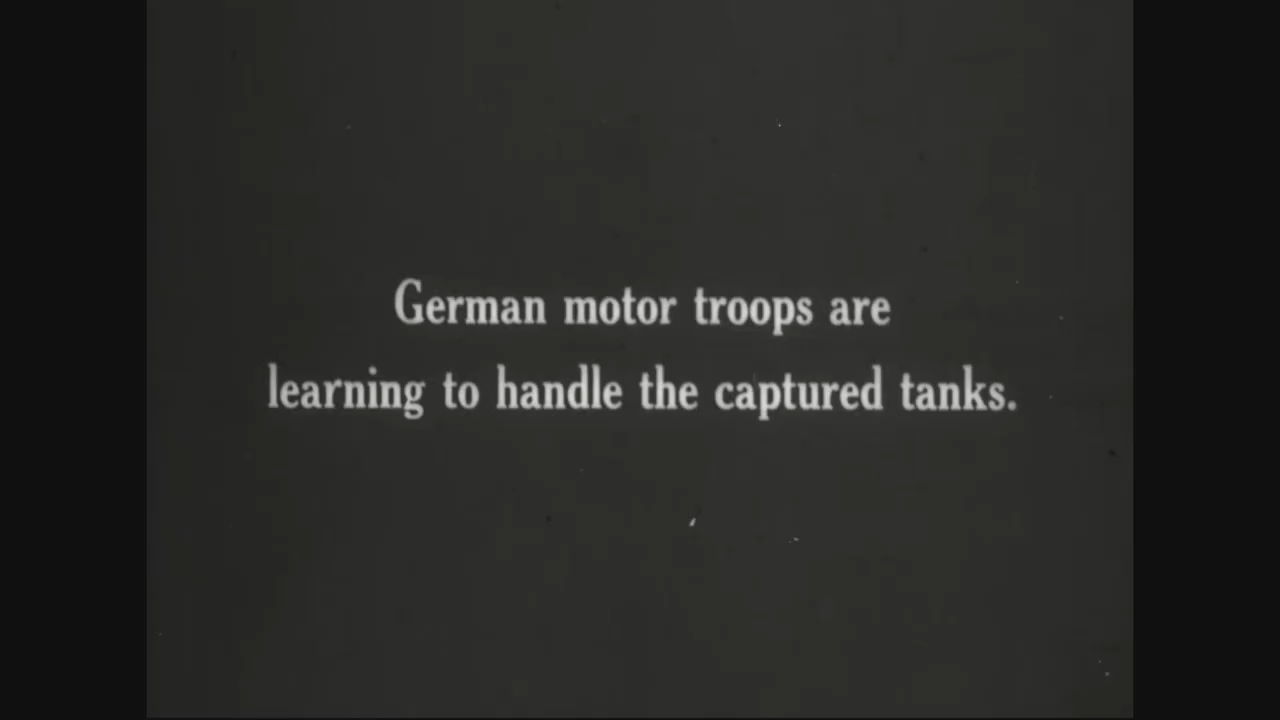 German motor troops are
learning to handle the captured tanks.